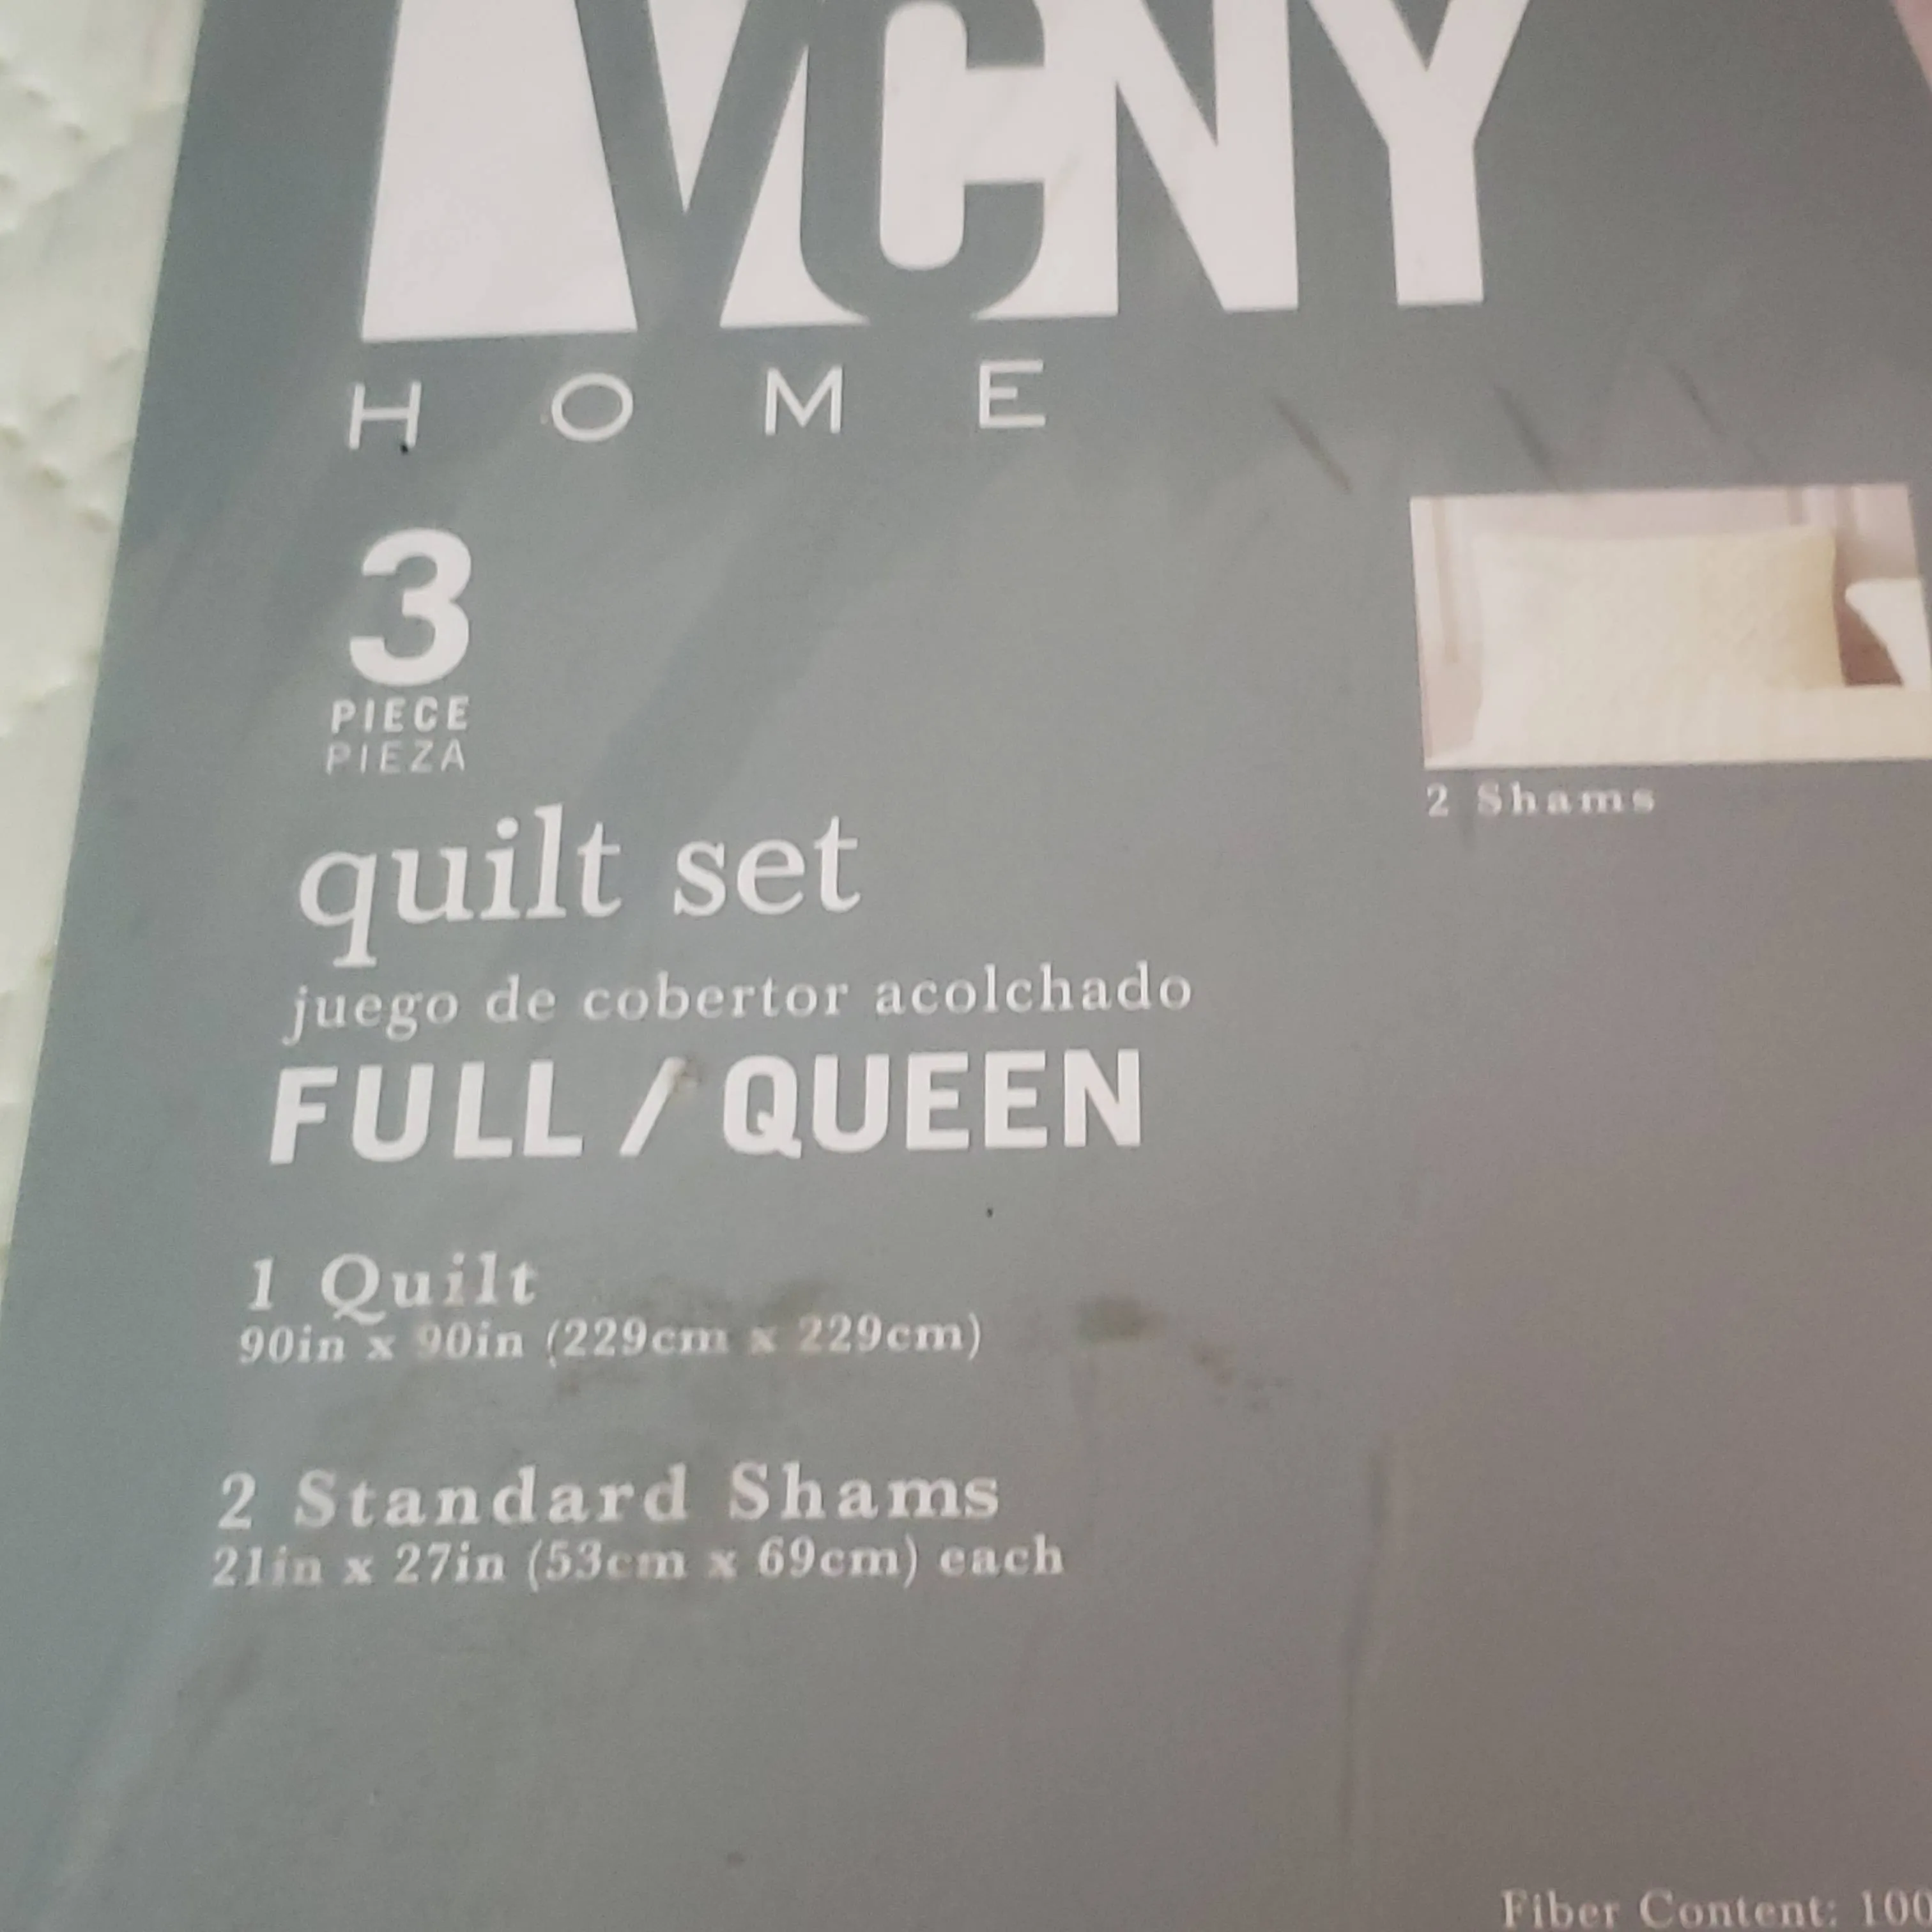 VCNY
HOME
3
PIECE
PIEZA
quilt set
juego de cobertor acolchado
FULL / QUEEN
1 Quilt
90in x 90in (229cm x 229cm)
2 Standard Shams
21in x 27in (53cm x 69cm) each
2 Shams
Fiber Content: 100